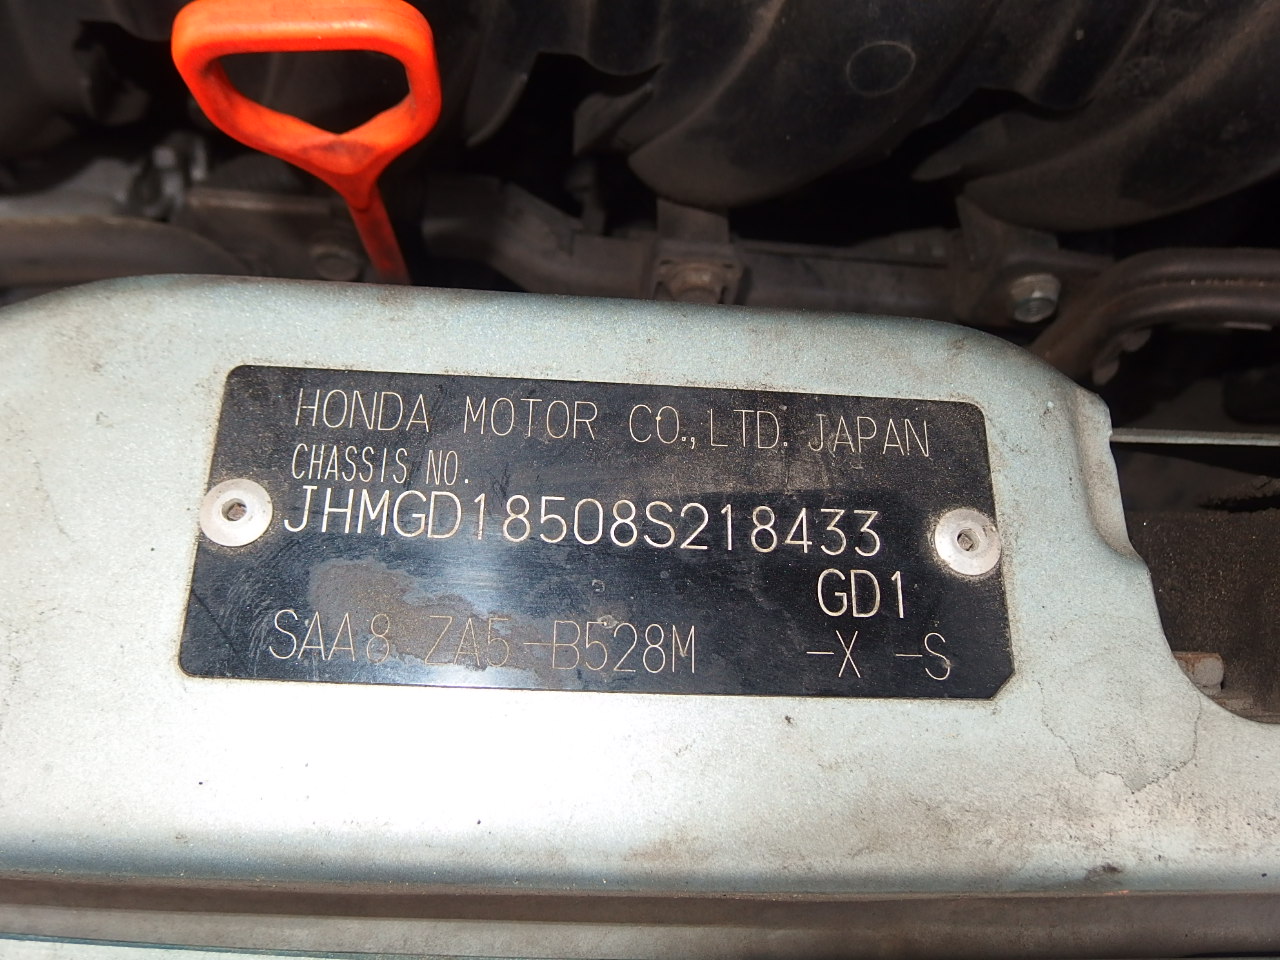 HONDA MOTOR CO., LTD. JAPAN
CHASSIS NO.
JHMGD18508S218433
GD1
SAA8 ZA5-B528M -X -S